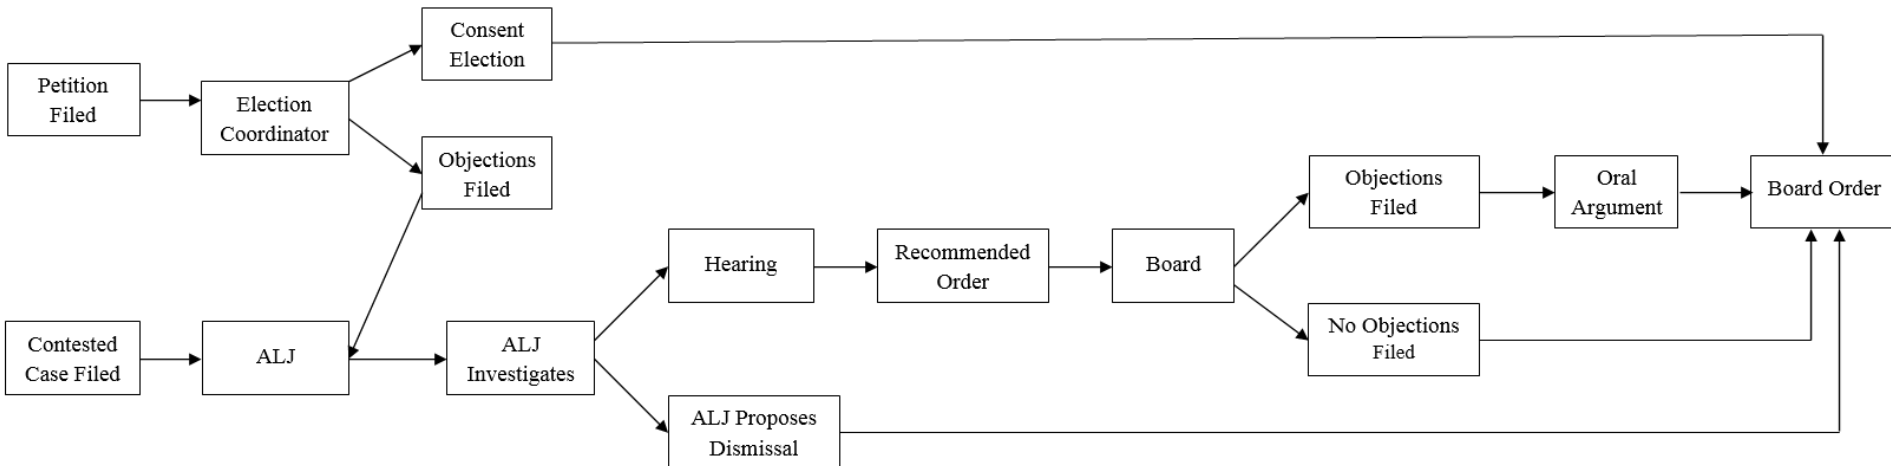 Consent
Election
Petition
Filed
Election
Coordinator
Objections
Filed
Objections
Filed
Oral
Argument
Board Order
Hearing
Recommended
Order
Board
Contested
Case Filed
ALJ
ALJ
Investigates
No Objections
Filed
ALJ Proposes
Dismissal